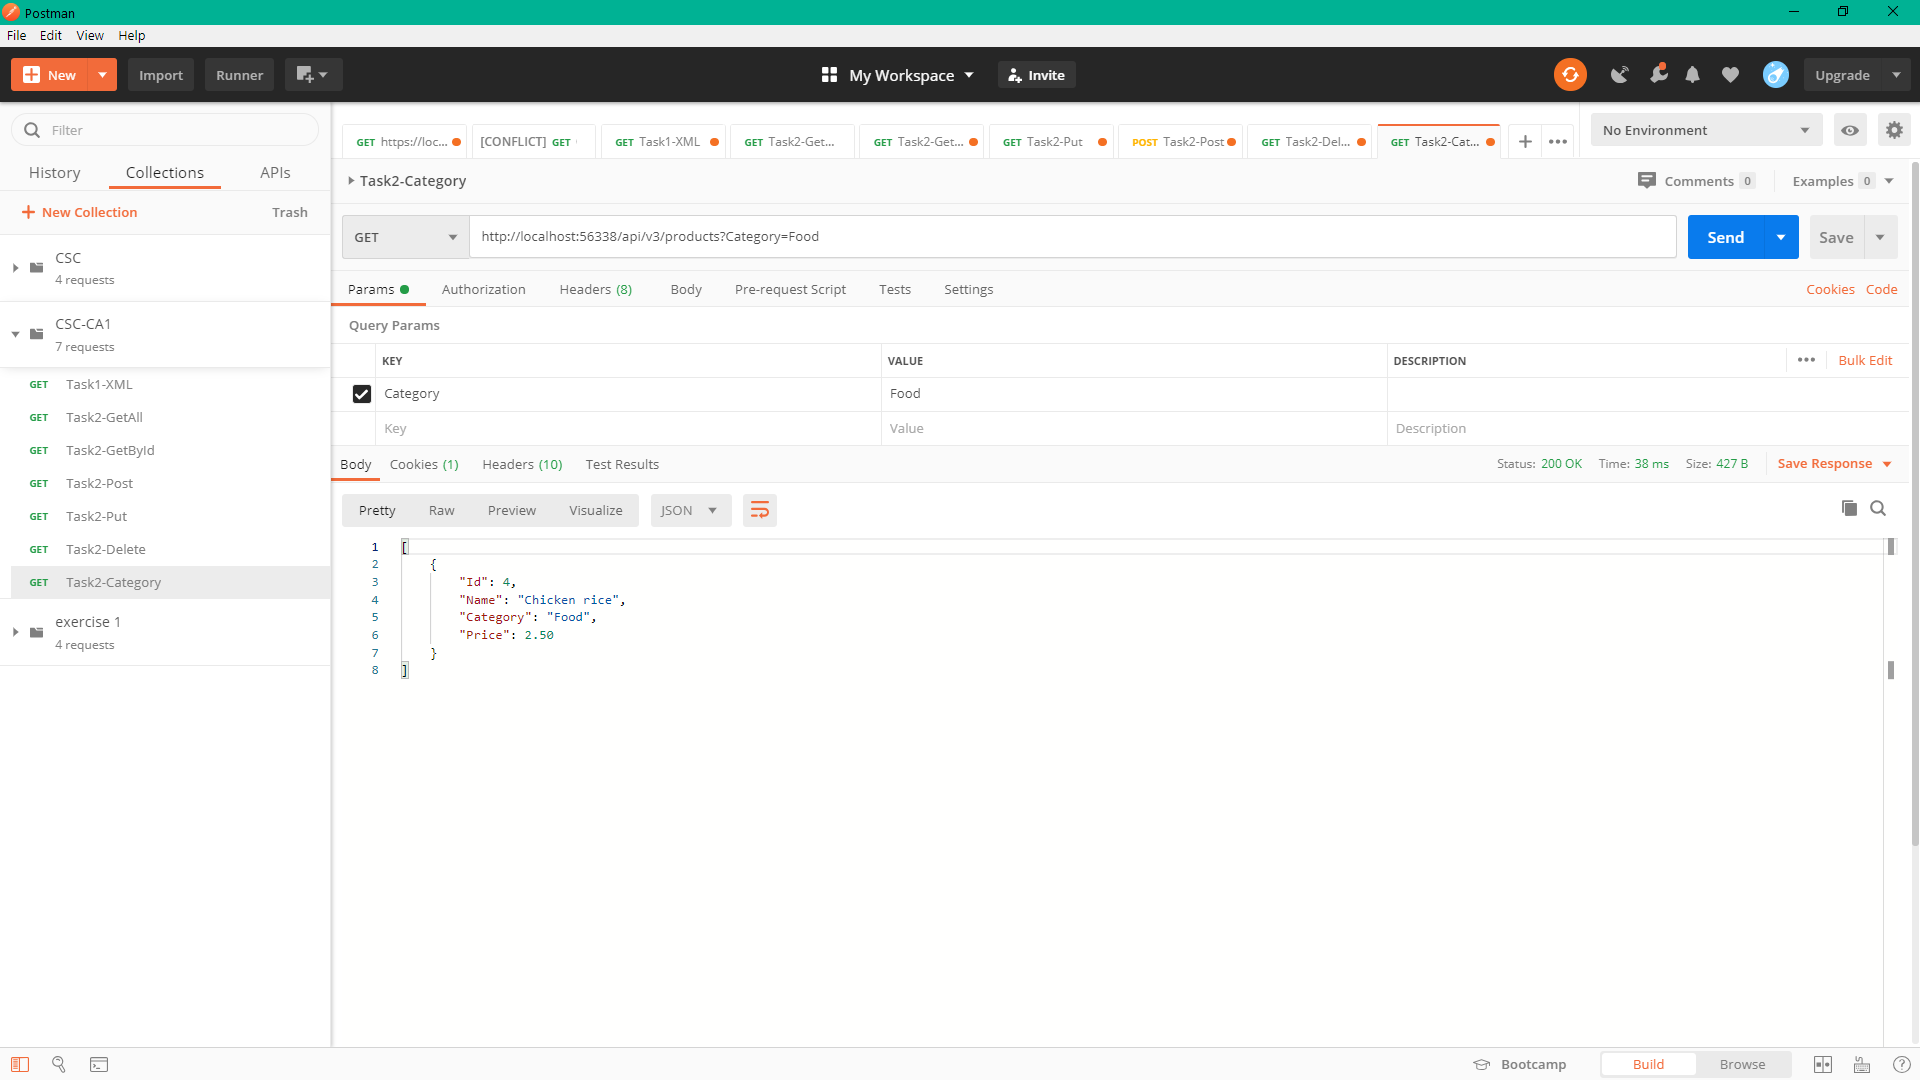 Postman
File Edit View Help
New Import Runner My Workspace Invite Upgrade
Filter
History Collections APIs
New Collection Trash
CSC
4 requests
CSC-CA1
7 requests
GET Task1-XML
GET Task2-GetAll
GET Task2-GetById
GET Task2-Post
GET Task2-Put
GET Task2-Delete
GET Task2-Category
exercise 1
4 requests
GET https://loc... [CONFLICT] GET GET Task1-XML GET Task2-Get... GET Task2-Get... GET Task2-Put POST Task2-Post GET Task2-Del... GET Task2-Cat... No Environment
Task2-Category Comments 0 Examples 0
GET http://localhost:56338/api/v3/products?Category=Food Send Save
Params Authorization Headers (8) Body Pre-request Script Tests Settings Cookies Code
Query Params
KEY VALUE DESCRIPTION Bulk Edit
Category Food
Key Value Description
Body Cookies (1) Headers (10) Test Results Status: 200 OK Time: 38 ms Size: 427 B Save Response
Pretty Raw Preview Visualize JSON
1 [
2 {
3 "Id": 4,
4 "Name": "Chicken rice",
5 "Category": "Food",
6 "Price": 2.50
7 }
8 ]
Bootcamp Build Browse